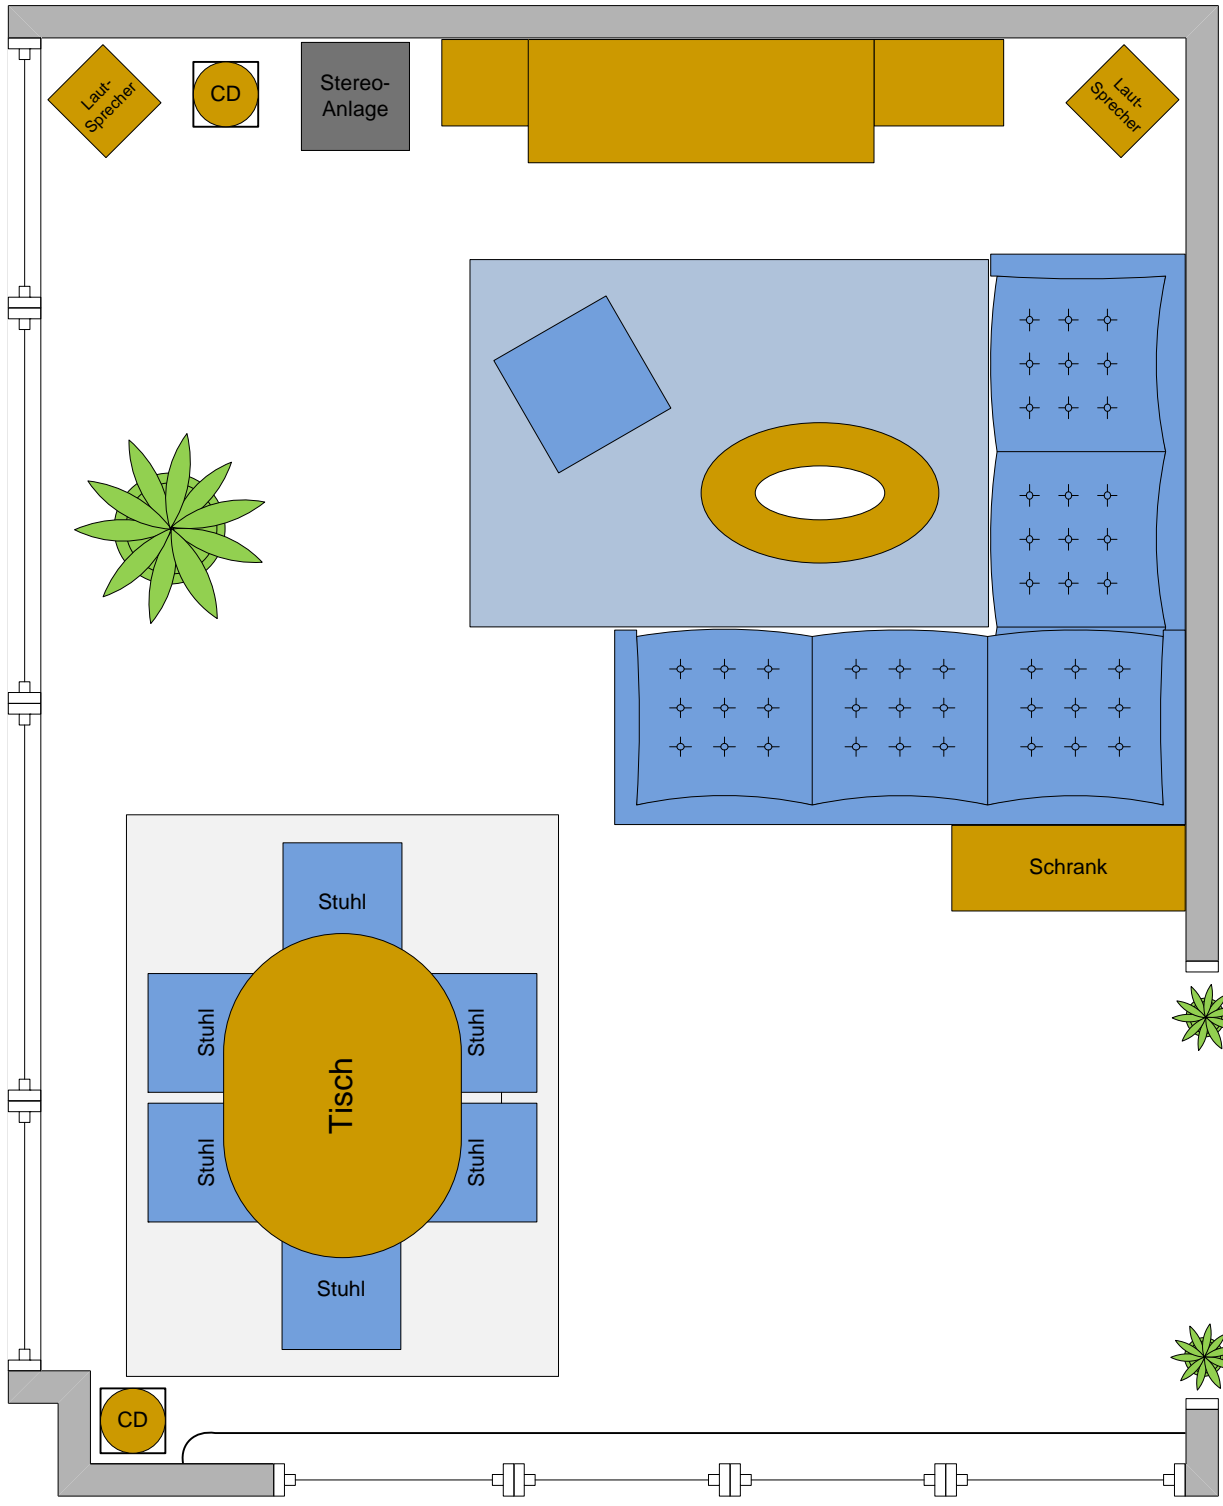 Laut-
Sprecher
CD
Stereo-
Anlage
Laut-
Sprecher
Schrank
Stuhl
Stuhl
Stuhl
Tisch
Stuhl
Stuhl
Stuhl
CD